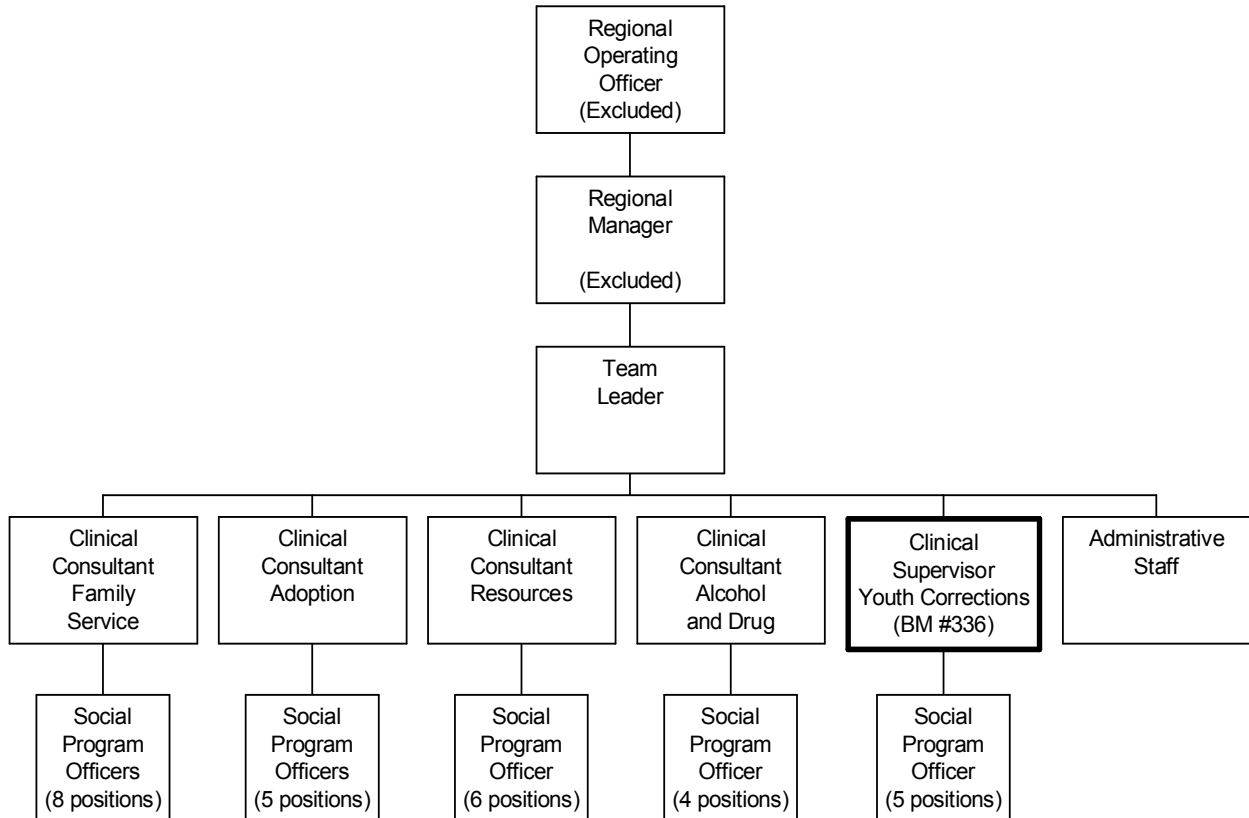 Regional
Operating
Officer
(Excluded)
Regional
Manager
(Excluded)
Team
Leader
Clinical
Consultant
Family
Service
Clinical
Consultant
Adoption
Clinical
Consultant
Resources
Clinical
Consultant
Alcohol
and Drug
Clinical
Supervisor
Youth Corrections
(BM #336)
Administrative
Staff
Social
Program
Officers
(8 positions)
Social
Program
Officers
(5 positions)
Social
Program
Officer
(6 positions)
Social
Program
Officer
(4 positions)
Social
Program
Officer
(5 positions)